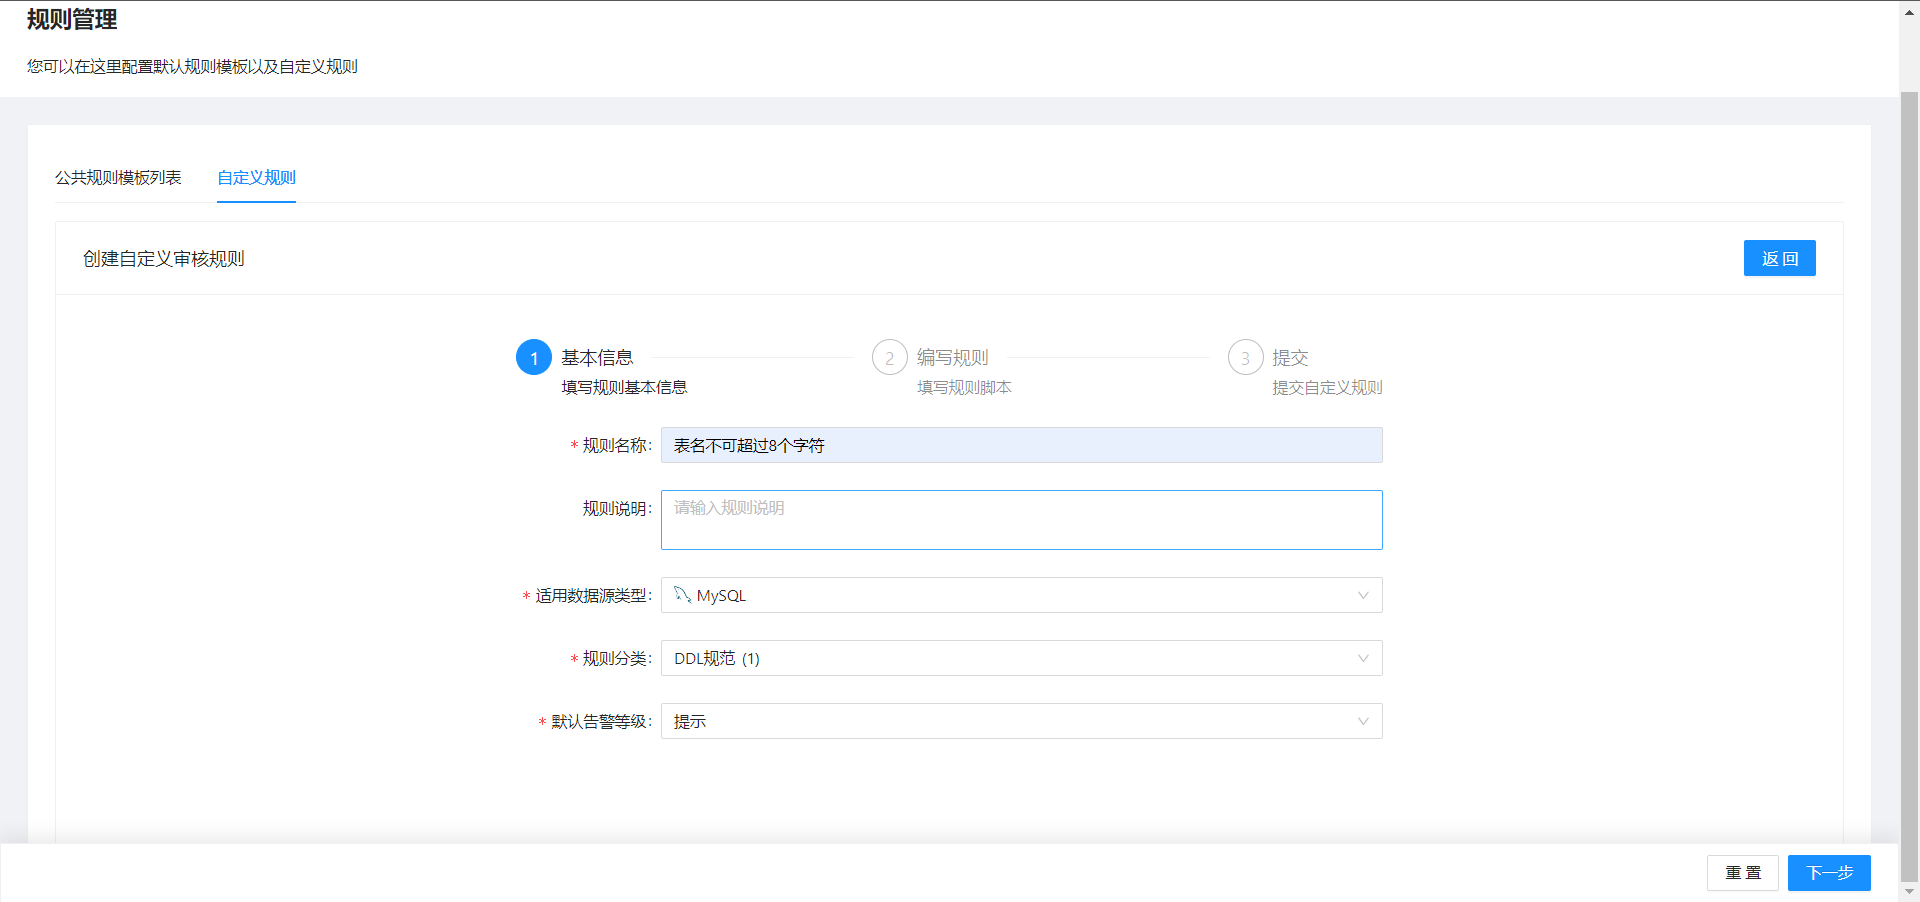 规则管理
您可以在这里配置默认规则模板以及自定义规则
公共规则模板列表
自定义规则
创建自定义审核规则
返 回
1 基本信息
填写规则基本信息
2 编写规则
填写规则脚本
3 提交
提交自定义规则
* 规则名称: 表名不可超过8个字符
规则说明: 请输入规则说明
* 适用数据源类型: MySQL
* 规则分类: DDL规范 (1)
* 默认告警等级: 提示
重 置
下一步